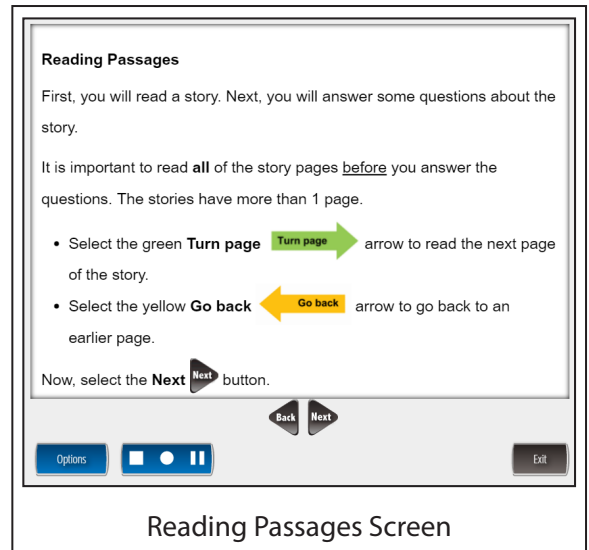 Reading Passages
First, you will read a story. Next, you will answer some questions about the
story.
It is important to read all of the story pages before you answer the
questions. The stories have more than 1 page.
• Select the green Turn page Turn page arrow to read the next page
of the story.
• Select the yellow Go back Go back arrow to go back to an
earlier page.
Now, select the Next Next button.
Back Next
Options Exit
Reading Passages Screen